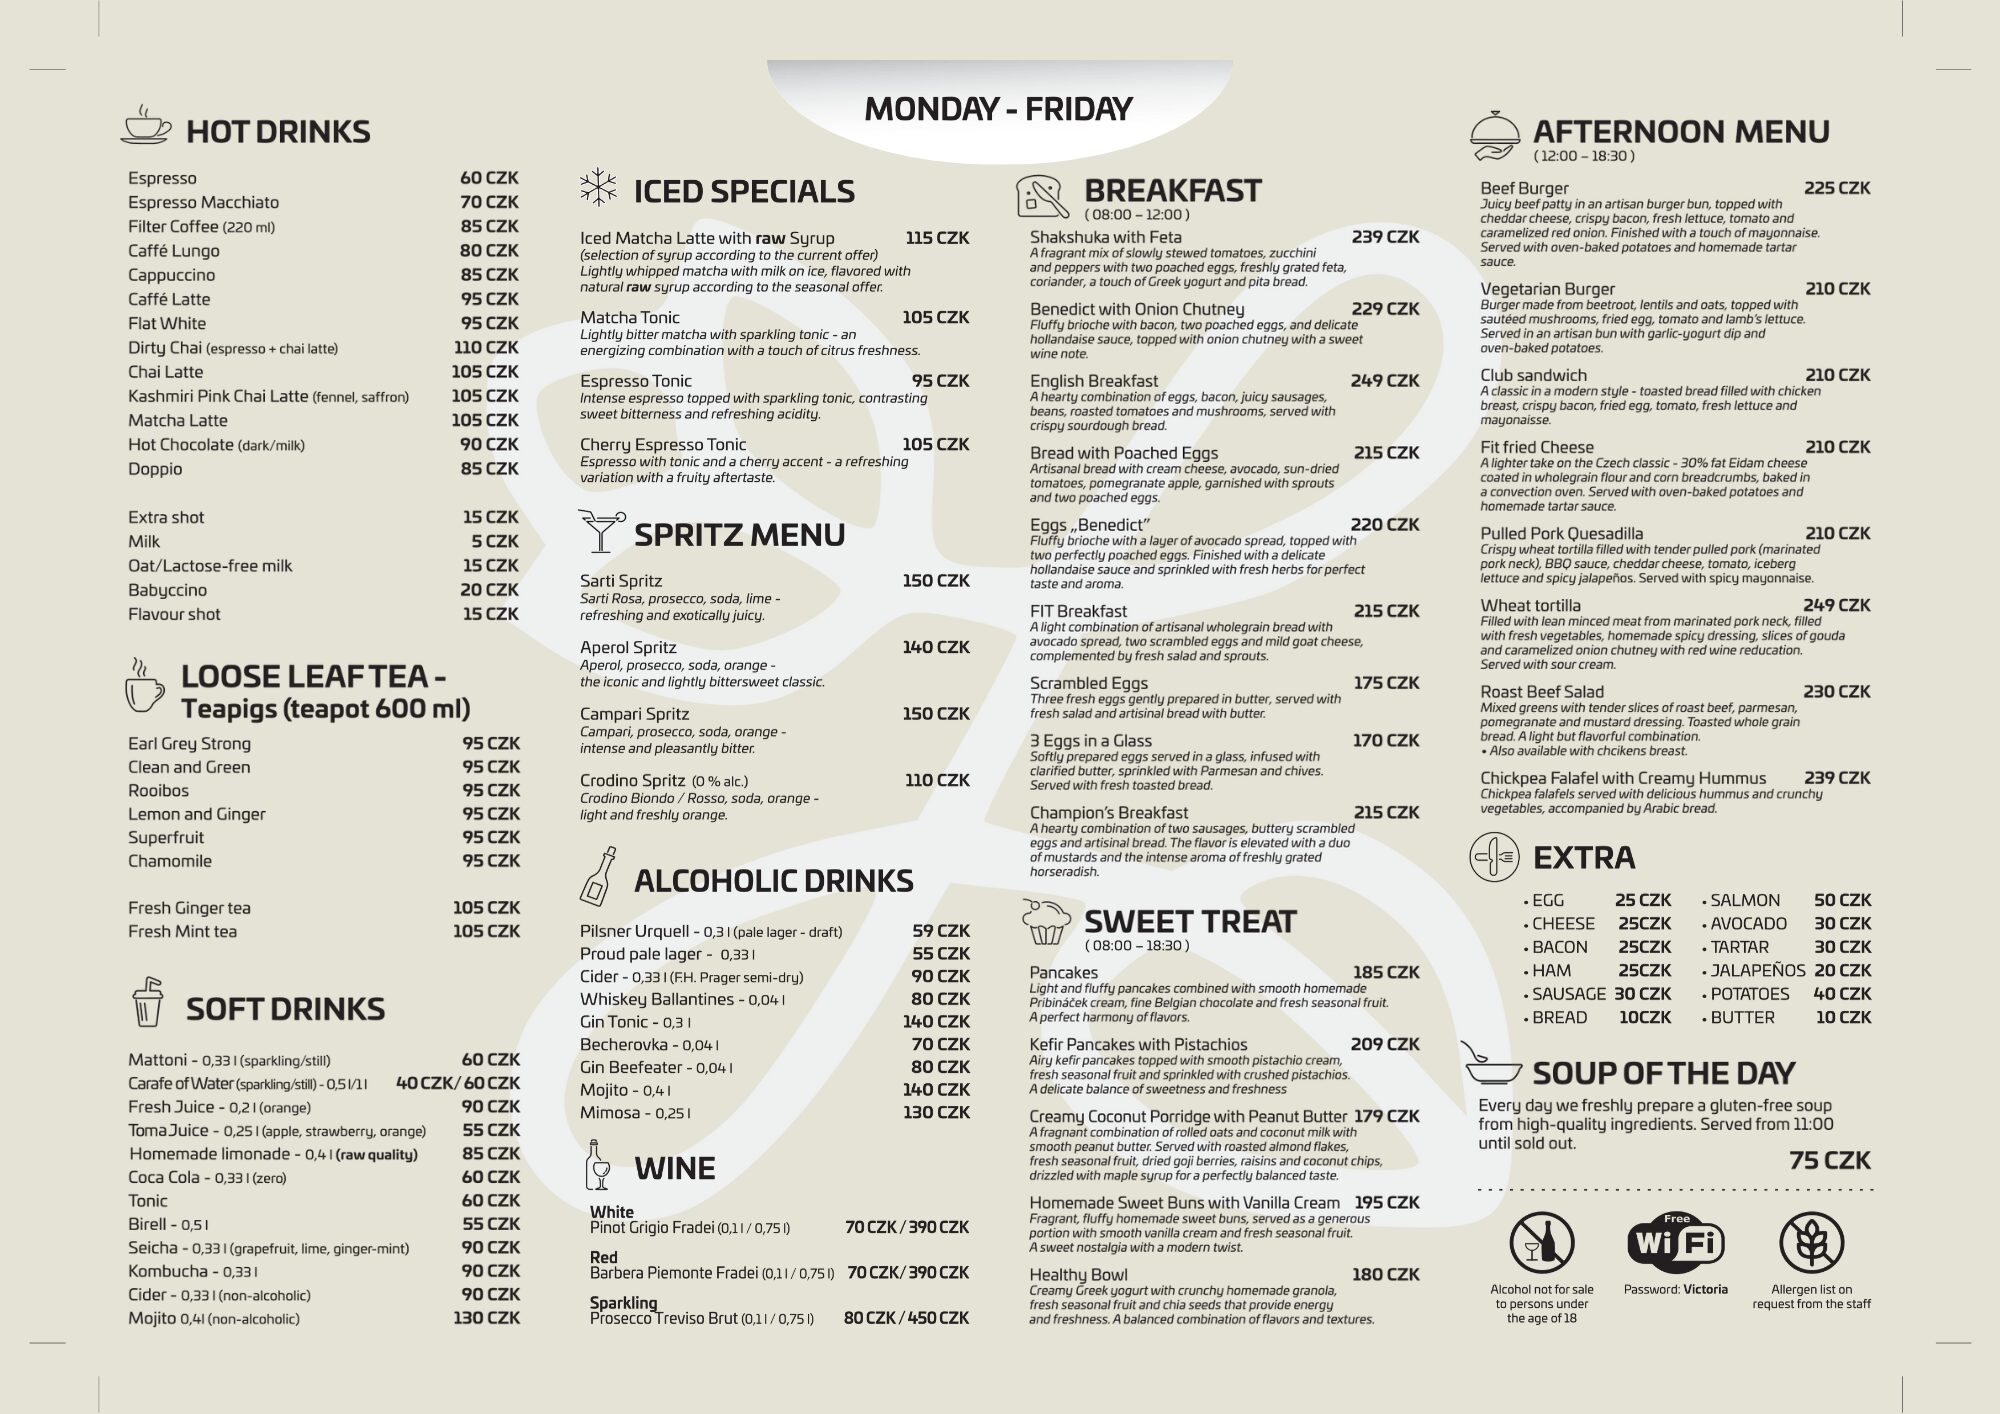 MONDAY - FRIDAY
HOT DRINKS
Espresso 60 CZK
Espresso Macchiato 70 CZK
Filter Coffee (220 ml) 85 CZK
Caffé Lungo 80 CZK
Cappuccino 85 CZK
Caffé Latte 95 CZK
Flat White 95 CZK
Dirty Chai (espresso + chai latte) 110 CZK
Chai Latte 105 CZK
Kashmiri Pink Chai Latte (fennel, saffron) 105 CZK
Matcha Latte 105 CZK
Hot Chocolate (dark/milk) 90 CZK
Doppio 85 CZK
Extra shot 15 CZK
Milk 5 CZK
Oat/Lactose-free milk 15 CZK
Babyccino 20 CZK
Flavour shot 15 CZK
LOOSE LEAF TEA -
Teapigs (teapot 600 ml)
Earl Grey Strong 95 CZK
Clean and Green 95 CZK
Rooibos 95 CZK
Lemon and Ginger 95 CZK
Superfruit 95 CZK
Chamomile 95 CZK
Fresh Ginger tea 105 CZK
Fresh Mint tea 105 CZK
SOFT DRINKS
Mattoni - 0,33 l (sparkling/still) 60 CZK
Carafe of Water (sparkling/still) - 0,5 l/1 l 40 CZK/ 60 CZK
Fresh Juice - 0,2 l (orange) 90 CZK
Toma Juice - 0,25 l (apple, strawberry, orange) 55 CZK
Homemade limonade - 0,4 l (raw quality) 85 CZK
Coca Cola - 0,33 l (zero) 60 CZK
Tonic 60 CZK
Birell - 0,5 l 55 CZK
Seicha - 0,33 l (grapefruit, lime, ginger-mint) 90 CZK
Kombucha - 0,33 l 90 CZK
Cider - 0,33 l (non-alcoholic) 90 CZK
Mojito 0,4l (non-alcoholic) 130 CZK
ICED SPECIALS
Iced Matcha Latte with raw Syrup 115 CZK
(selection of syrup according to the current offer)
Lightly whipped matcha with milk on ice, flavored with
natural raw syrup according to the seasonal offer.
Matcha Tonic 105 CZK
Lightly bitter matcha with sparkling tonic - an
energizing combination with a touch of citrus freshness.
Espresso Tonic 95 CZK
Intense espresso topped with sparkling tonic, contrasting
sweet bitterness and refreshing acidity.
Cherry Espresso Tonic 105 CZK
Espresso with tonic and a cherry accent - a refreshing
variation with a fruity aftertaste.
SPRITZ MENU
Sarti Spritz 150 CZK
Sarti Rosa, prosecco, soda, lime -
refreshing and exotically juicy.
Aperol Spritz 140 CZK
Aperol, prosecco, soda, orange -
the iconic and lightly bittersweet classic.
Campari Spritz 150 CZK
Campari, prosecco, soda, orange -
intense and pleasantly bitter.
Crodino Spritz (0 % alc.) 110 CZK
Crodino Biondo / Rosso, soda, orange -
light and freshly orange.
ALCOHOLIC DRINKS
Pilsner Urquell - 0,3 l (pale lager - draft) 59 CZK
Proud pale lager - 0,33 l 55 CZK
Cider - 0,33 l (F.H. Prager semi-dry) 90 CZK
Whiskey Ballantines - 0,04 l 80 CZK
Gin Tonic - 0,3 l 140 CZK
Becherovka - 0,04 l 70 CZK
Gin Beefeater - 0,04 l 80 CZK
Mojito - 0,4 l 140 CZK
Mimosa - 0,25 l 130 CZK
WINE
White
Pinot Grigio Fradei (0,1 l / 0,75 l) 70 CZK / 390 CZK
Red
Barbera Piemonte Fradei (0,1 l / 0,75 l) 70 CZK/ 390 CZK
Sparkling
Prosecco Treviso Brut (0,1 l / 0,75 l) 80 CZK / 450 CZK
BREAKFAST
( 08:00 – 12:00 )
Shakshuka with Feta 239 CZK
A fragrant mix of slowly stewed tomatoes, zucchini
and peppers with two poached eggs, freshly grated feta,
coriander, a touch of Greek yogurt and pita bread.
Benedict with Onion Chutney 229 CZK
Fluffy brioche with bacon, two poached eggs, and delicate
hollandaise sauce, topped with onion chutney with a sweet
wine note.
English Breakfast 249 CZK
A hearty combination of eggs, bacon, juicy sausages,
beans, roasted tomatoes and mushrooms, served with
crispy sourdough bread.
Bread with Poached Eggs 215 CZK
Artisanal bread with cream cheese, avocado, sun-dried
tomatoes, pomegranate apple, garnished with sprouts
and two poached eggs.
Eggs „Benedict” 220 CZK
Fluffy brioche with a layer of avocado spread, topped with
two perfectly poached eggs. Finished with a delicate
hollandaise sauce and sprinkled with fresh herbs for perfect
taste and aroma.
FIT Breakfast 215 CZK
A light combination of artisanal wholegrain bread with
avocado spread, two scrambled eggs and mild goat cheese,
complemented by fresh salad and sprouts.
Scrambled Eggs 175 CZK
Three fresh eggs gently prepared in butter, served with
fresh salad and artisinal bread with butter.
3 Eggs in a Glass 170 CZK
Softly prepared eggs served in a glass, infused with
clarified butter, sprinkled with Parmesan and chives.
Served with fresh toasted bread.
Champion's Breakfast 215 CZK
A hearty combination of two sausages, buttery scrambled
eggs and artisinal bread. The flavor is elevated with a duo
of mustards and the intense aroma of freshly grated
horseradish.
SWEET TREAT
( 08:00 – 18:30 )
Pancakes 185 CZK
Light and fluffy pancakes combined with smooth homemade
Pribináček cream, fine Belgian chocolate and fresh seasonal fruit.
A perfect harmony of flavors.
Kefir Pancakes with Pistachios 209 CZK
Airy kefir pancakes topped with smooth pistachio cream,
fresh seasonal fruit and sprinkled with crushed pistachios.
A delicate balance of sweetness and freshness
Creamy Coconut Porridge with Peanut Butter 179 CZK
A fragnant combination of rolled oats and coconut milk with
smooth peanut butter. Served with roasted almond flakes,
fresh seasonal fruit, dried goji berries, raisins and coconut chips,
drizzled with maple syrup for a perfectly balanced taste.
Homemade Sweet Buns with Vanilla Cream 195 CZK
Fragrant, fluffy homemade sweet buns, served as a generous
portion with smooth vanilla cream and fresh seasonal fruit.
A sweet nostalgia with a modern twist.
Healthy Bowl 180 CZK
Creamy Greek yogurt with crunchy homemade granola,
fresh seasonal fruit and chia seeds that provide energy
and freshness. A balanced combination of flavors and textures.
AFTERNOON MENU
( 12:00 – 18:30 )
Beef Burger 225 CZK
Juicy beef patty in an artisan burger bun, topped with
cheddar cheese, crispy bacon, fresh lettuce, tomato and
caramelized red onion. Finished with a touch of mayonnaise.
Served with oven-baked potatoes and homemade tartar
sauce.
Vegetarian Burger 210 CZK
Burger made from beetroot, lentils and oats, topped with
sautéed mushrooms, fried egg, tomato and lamb's lettuce.
Served in an artisan bun with garlic-yogurt dip and
oven-baked potatoes.
Club sandwich 210 CZK
A classic in a modern style - toasted bread filled with chicken
breast, crispy bacon, fried egg, tomato, fresh lettuce and
mayonaisse.
Fit fried Cheese 210 CZK
A lighter take on the Czech classic - 30% fat Eidam cheese
coated in wholegrain flour and corn breadcrumbs, baked in
a convection oven. Served with oven-baked potatoes and
homemade tartar sauce.
Pulled Pork Quesadilla 210 CZK
Crispy wheat tortilla filled with tender pulled pork (marinated
pork neck), BBQ sauce, cheddar cheese, tomato, iceberg
lettuce and spicy jalapeños. Served with spicy mayonnaise.
Wheat tortilla 249 CZK
Filled with lean minced meat from marinated pork neck, filled
with fresh vegetables, homemade spicy dressing, slices of gouda
and caramelized onion chutney with red wine reducation.
Served with sour cream.
Roast Beef Salad 230 CZK
Mixed greens with tender slices of roast beef, parmesan,
pomegranate and mustard dressing. Toasted whole grain
bread. A light but flavorful combination.
• Also available with chcikens breast.
Chickpea Falafel with Creamy Hummus 239 CZK
Chickpea falafels served with delicious hummus and crunchy
vegetables, accompanied by Arabic bread.
EXTRA
• EGG 25 CZK • SALMON 50 CZK
• CHEESE 25CZK • AVOCADO 30 CZK
• BACON 25CZK • TARTAR 30 CZK
• HAM 25CZK • JALAPEÑOS 20 CZK
• SAUSAGE 30 CZK • POTATOES 40 CZK
• BREAD 10CZK • BUTTER 10 CZK
SOUP OF THE DAY
Every day we freshly prepare a gluten-free soup
from high-quality ingredients. Served from 11:00
until sold out.
75 CZK
Alcohol not for sale
to persons under
the age of 18
Free
Wi Fi
Password: Victoria
Allergen list on
request from the staff